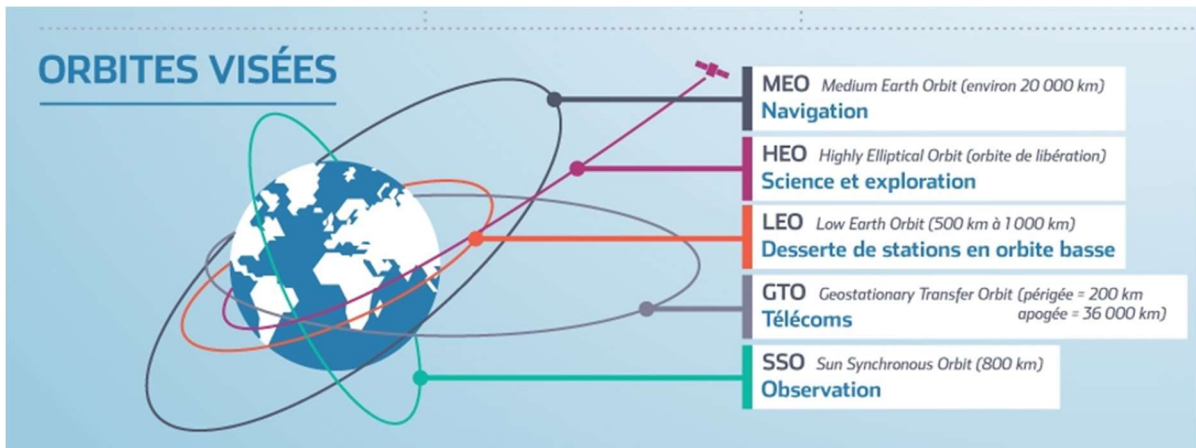 ORBITES VISÉES
MEO Medium Earth Orbit (environ 20 000 km)
Navigation
HEO Highly Elliptical Orbit (orbite de libération)
Science et exploration
LEO Low Earth Orbit (500 km à 1 000 km)
Desserte de stations en orbite basse
GTO Geostationary Transfer Orbit (périgée = 200 km
apogée = 36 000 km)
Télécoms
SSO Sun Synchronous Orbit (800 km)
Observation